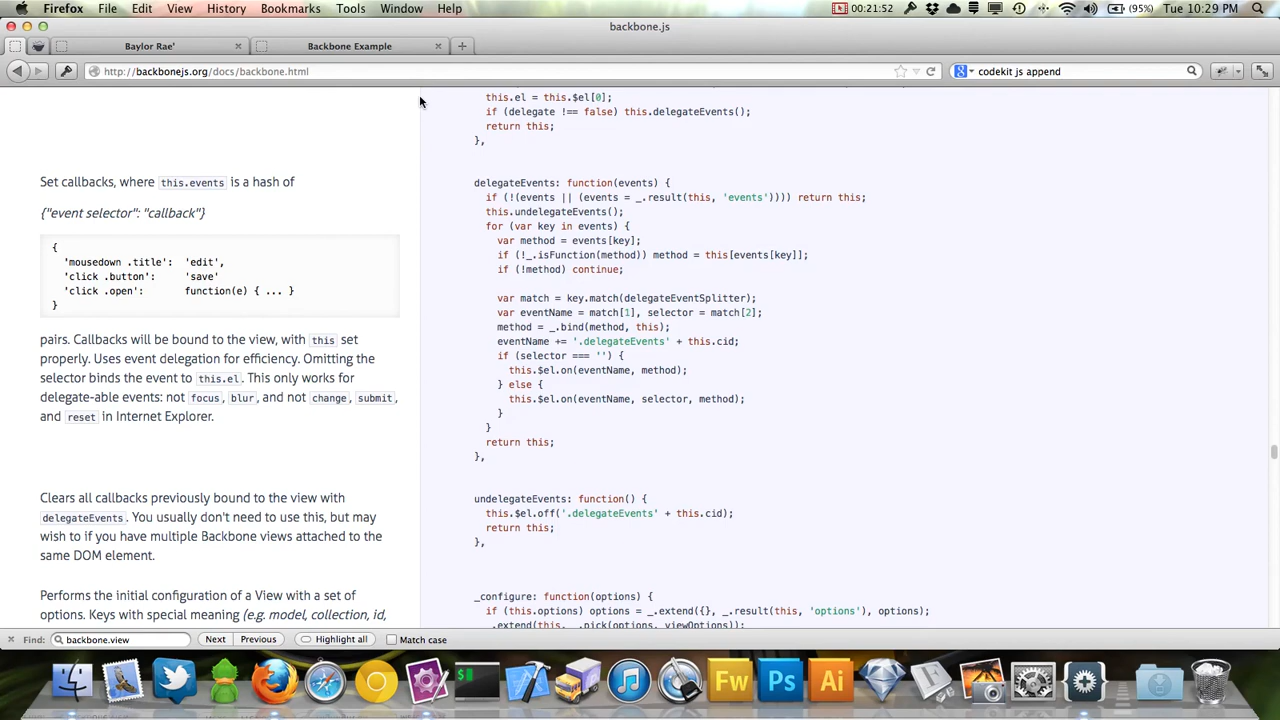 Firefox File Edit View History Bookmarks Tools Window Help 00:21:52 (95%) Tue 10:29 PM
backbone.js
Baylor Rae' Backbone Example
http://backbonejs.org/docs/backbone.html codekit js append
this.el = this.$el[0];
if (delegate !== false) this.delegateEvents();
return this;
},
Set callbacks, where this.events is a hash of
{"event selector": "callback"}
{
'mousedown .title': 'edit',
'click .button': 'save'
'click .open': function(e) { ... }
}
pairs. Callbacks will be bound to the view, with this set
properly. Uses event delegation for efficiency. Omitting the
selector binds the event to this.el. This only works for
delegate-able events: not focus, blur, and not change, submit,
and reset in Internet Explorer.
delegateEvents: function(events) {
if (!(events || (events = _.result(this, 'events')))) return this;
this.undelegateEvents();
for (var key in events) {
var method = events[key];
if (!_.isFunction(method)) method = this[events[key]];
if (!method) continue;
var match = key.match(delegateEventSplitter);
var eventName = match[1], selector = match[2];
method = _.bind(method, this);
eventName += '.delegateEvents' + this.cid;
if (selector === '') {
this.$el.on(eventName, method);
} else {
this.$el.on(eventName, selector, method);
}
}
return this;
},
Clears all callbacks previously bound to the view with
delegateEvents. You usually don't need to use this, but may
wish to if you have multiple Backbone views attached to the
same DOM element.
undelegateEvents: function() {
this.$el.off('.delegateEvents' + this.cid);
return this;
},
Performs the initial configuration of a View with a set of
options. Keys with special meaning (e.g. model, collection, id,
_configure: function(options) {
if (this.options) options = _.extend({}, _.result(this, 'options'), options);
_.extend(this, _.pick(options, viewOptions));
Find: backbone.view Next Previous Highlight all Match case
Fw Ps Ai